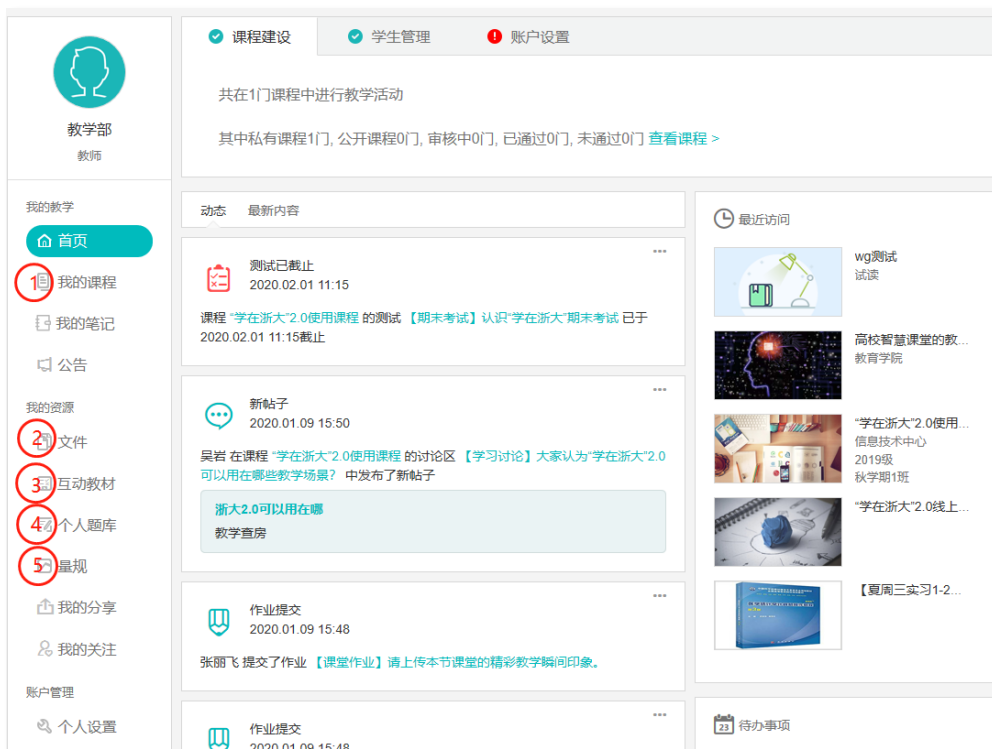 教学部
教师
我的教学
首页
1 我的课程
我的笔记
公告
我的资源
2 文件
3 互动教材
4 个人题库
5 量规
我的分享
我的关注
账户管理
个人设置
课程建设 学生管理 账户设置
共在1门课程中进行教学活动
其中私有课程1门, 公开课程0门, 审核中0门, 已通过0门, 未通过0门 查看课程 >
动态 最新内容
测试已截止
2020.02.01 11:15
课程 “学在浙大”2.0使用课程 的测试 【期末考试】认识“学在浙大”期末考试 已于
2020.02.01 11:15截止
新帖子
2020.01.09 15:50
吴岩 在课程 “学在浙大”2.0使用课程 的讨论区 【学习讨论】大家认为“学在浙大”2.0
可以用在哪些教学场景? 中发布了新帖子
浙大2.0可以用在哪
教学查房
作业提交
2020.01.09 15:48
张丽飞 提交了作业 【课堂作业】请上传本节课堂的精彩教学瞬间印象。
作业提交
2020.01.09 15:48
最近访问
wg测试
试读
高校智慧课堂的教...
教育学院
“学在浙大”2.0使用...
信息技术中心
2019级
秋学期1班
“学在浙大”2.0线上...
【夏周三实习1-2...
23 待办事项